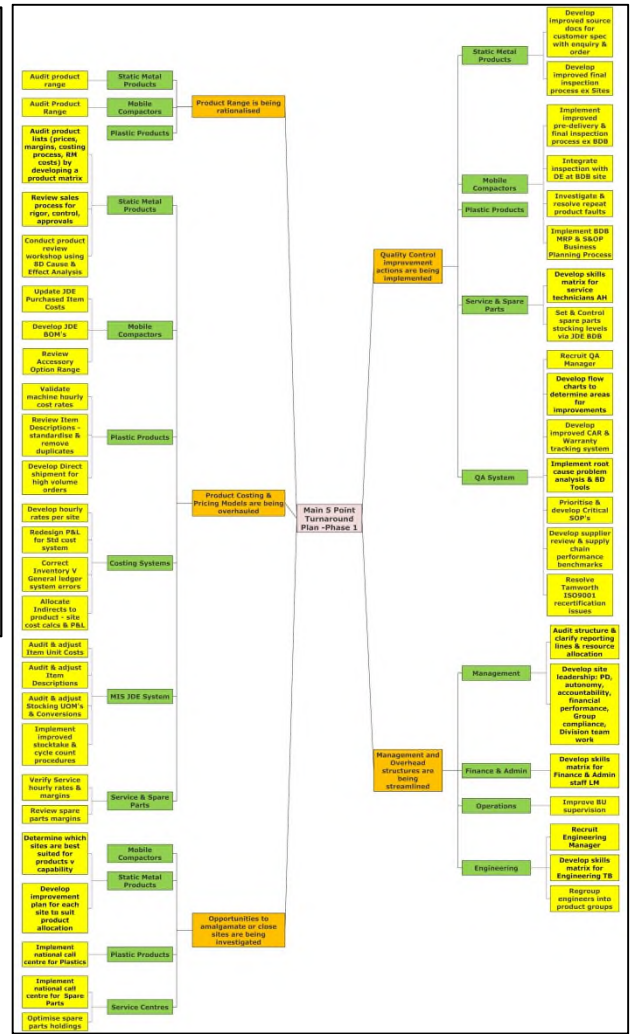 Main 5 Point
Turnaround
Plan -Phase 1
Product Range is being
rationalised
Static Metal
Products
Audit product
range
Mobile
Compactors
Audit Product
Range
Plastic Products
Product Costing &
Pricing Models are being
overhauled
Static Metal
Products
Audit product
lists (prices,
margins, costing
process, RM
costs) by
developing a
product matrix
Review sales
process for
rigor, control,
approvals
Conduct product
review
workshop using
8D Cause &
Effect Analysis
Mobile
Compactors
Update JDE
Purchased Item
Costs
Develop JDE
BOM's
Review
Accessory
Option Range
Plastic Products
Validate
machine hourly
cost rates
Review Item
Descriptions -
standardise &
remove
duplicates
Develop Direct
shipment for
high volume
orders
Costing Systems
Develop hourly
rates per site
Redesign P&L
for Std cost
system
Correct
Inventory V
General ledger
system errors
Allocate
Indirects to
product - site
cost calcs & P&L
MIS JDE System
Audit & adjust
Item Unit Costs
Audit & adjust
Item
Descriptions
Audit & adjust
Stocking UOM's
& Conversions
Implement
improved
stocktake &
cycle count
procedures
Service & Spare
Parts
Verify Service
hourly rates &
margins
Review spare
parts margins
Opportunities to
amalgamate or close
sites are being
investigated
Mobile
Compactors
Static Metal
Products
Determine which
sites are best
suited for
products v
capability
Develop
improvement
plan for each
site to suit
product
allocation
Plastic Products
Implement
national call
centre for Plastics
Service Centres
Implement
national call
centre for Spare
Parts
Optimise spare
parts holdings
Quality Control
improvement
actions are being
implemented
Static Metal
Products
Develop
improved source
docs for
customer spec
with enquiry &
order
Develop
improved final
inspection
process ex Sites
Mobile
Compactors
Implement
improved
pre-delivery &
final inspection
process ex BDB
Integrate
inspection with
DE at BDB site
Investigate &
resolve repeat
product faults
Implement BDB
MRP & S&OP
Business
Planning Process
Plastic Products
Service & Spare
Parts
Develop skills
matrix for
service
technicians AH
Set & Control
spare parts
stocking levels
via JDE BDB
QA System
Recruit QA
Manager
Develop flow
charts to
determine areas
for
improvements
Develop
improved CAR &
Warranty
tracking system
Implement root
cause problem
analysis & 8D
Tools
Prioritise &
develop Critical
SOP's
Develop supplier
review & supply
chain
performance
benchmarks
Resolve
Tamworth
ISO9001
recertification
issues
Management and
Overhead
structures are
being
streamlined
Management
Audit structure &
clarify reporting
lines & resource
allocation
Develop site
leadership: PD,
autonomy,
accountability,
financial
performance,
Group
compliance,
Division team
work
Finance & Admin
Develop skills
matrix for
Finance & Admin
staff LM
Operations
Improve BU
supervision
Engineering
Recruit
Engineering
Manager
Develop skills
matrix for
Engineering TB
Regroup
engineers into
product groups